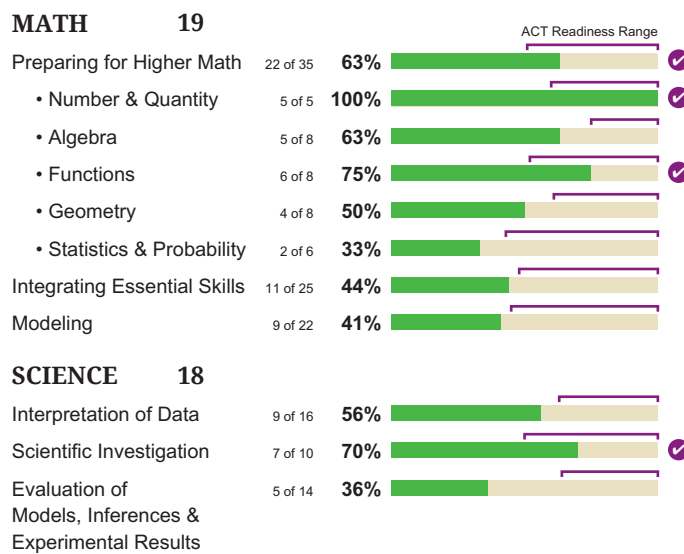 MATH 19
ACT Readiness Range
Preparing for Higher Math 22 of 35 63%
• Number & Quantity 5 of 5 100%
• Algebra 5 of 8 63%
• Functions 6 of 8 75%
• Geometry 4 of 8 50%
• Statistics & Probability 2 of 6 33%
Integrating Essential Skills 11 of 25 44%
Modeling 9 of 22 41%
SCIENCE 18
Interpretation of Data 9 of 16 56%
Scientific Investigation 7 of 10 70%
Evaluation of 5 of 14 36%
Models, Inferences &
Experimental Results